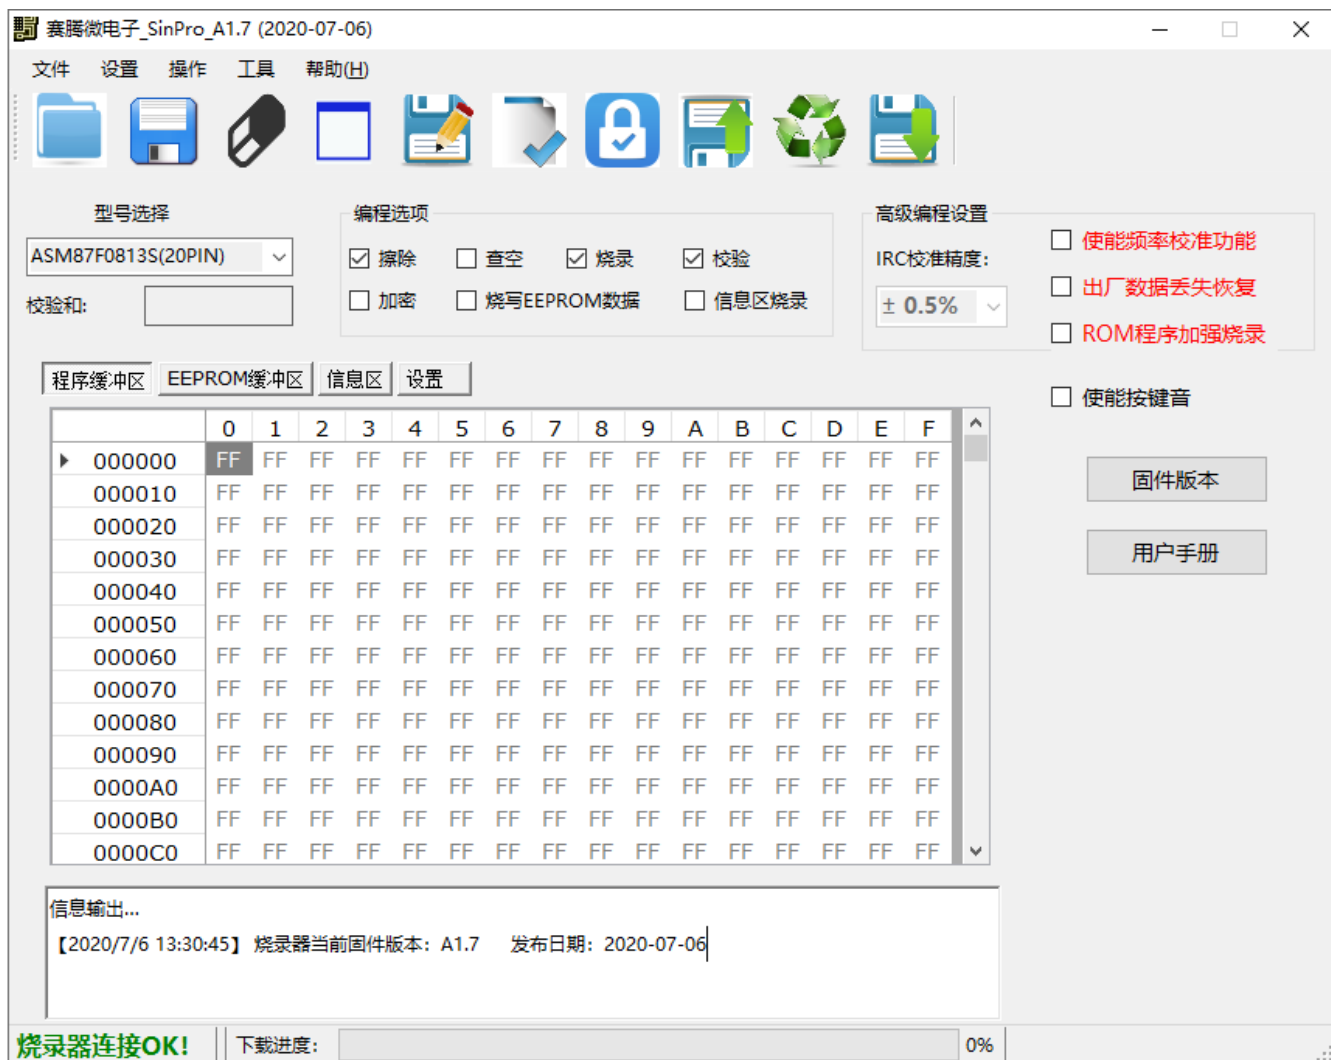 赛腾微电子_SinPro_A1.7 (2020-07-06)
文件 设置 操作 工具 帮助(H)
型号选择 编程选项 高级编程设置
ASM87F0813S(20PIN) 擦除 查空 烧录 校验 IRC校准精度: 使能频率校准功能
校验和: 加密 烧写EEPROM数据 信息区烧录 ± 0.5% 出厂数据丢失恢复
ROM程序加强烧录
程序缓冲区 EEPROM缓冲区 信息区 设置
使能按键音
0 1 2 3 4 5 6 7 8 9 A B C D E F
000000 FF FF FF FF FF FF FF FF FF FF FF FF FF FF FF FF
000010 FF FF FF FF FF FF FF FF FF FF FF FF FF FF FF FF
000020 FF FF FF FF FF FF FF FF FF FF FF FF FF FF FF FF
000030 FF FF FF FF FF FF FF FF FF FF FF FF FF FF FF FF
000040 FF FF FF FF FF FF FF FF FF FF FF FF FF FF FF FF
000050 FF FF FF FF FF FF FF FF FF FF FF FF FF FF FF FF
000060 FF FF FF FF FF FF FF FF FF FF FF FF FF FF FF FF
000070 FF FF FF FF FF FF FF FF FF FF FF FF FF FF FF FF
000080 FF FF FF FF FF FF FF FF FF FF FF FF FF FF FF FF
000090 FF FF FF FF FF FF FF FF FF FF FF FF FF FF FF FF
0000A0 FF FF FF FF FF FF FF FF FF FF FF FF FF FF FF FF
0000B0 FF FF FF FF FF FF FF FF FF FF FF FF FF FF FF FF
0000C0 FF FF FF FF FF FF FF FF FF FF FF FF FF FF FF FF
固件版本
用户手册
信息输出...
【2020/7/6 13:30:45】 烧录器当前固件版本：A1.7 发布日期：2020-07-06
烧录器连接OK! 下载进度: 0%